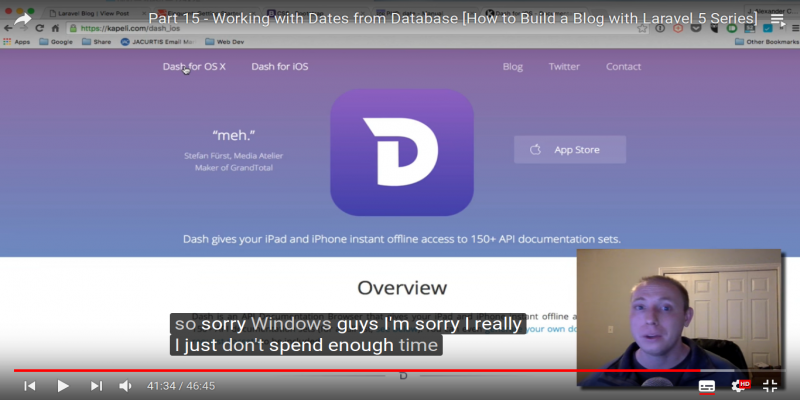 Part 15 - Working with Dates from Database [How to Build a Blog with Laravel 5 Series]
Laravel Blog | View Post
https://kapeli.com/dash_ios
Apps Google Share JACURTIS Email Me Web Dev Other Bookmarks
Dash for OS X Dash for iOS Blog Twitter Contact
“meh.”
Stefan Fürst, Media Atelier
Maker of GrandTotal
D
App Store
Dash gives your iPad and iPhone instant offline access to 150+ API documentation sets.
Overview
so sorry Windows guys I'm sorry I really
I just don't spend enough time
your own do
D
41:34 / 46:45
HD